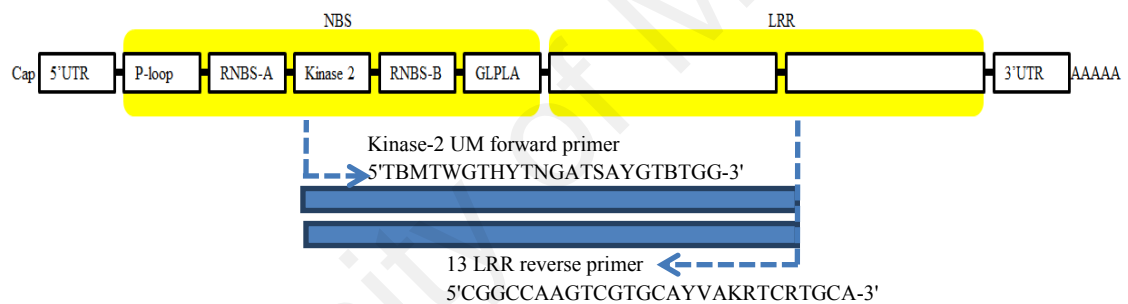 NBS LRR
Cap 5'UTR P-loop RNBS-A Kinase 2 RNBS-B GLPLA 3'UTR AAAAA
Kinase-2 UM forward primer
5'TBMTWGTHYTNGATSAYGTBTGG-3'
13 LRR reverse primer
5'CGGCCAAGTCGTGCAYVAKRTCRTGCA-3'